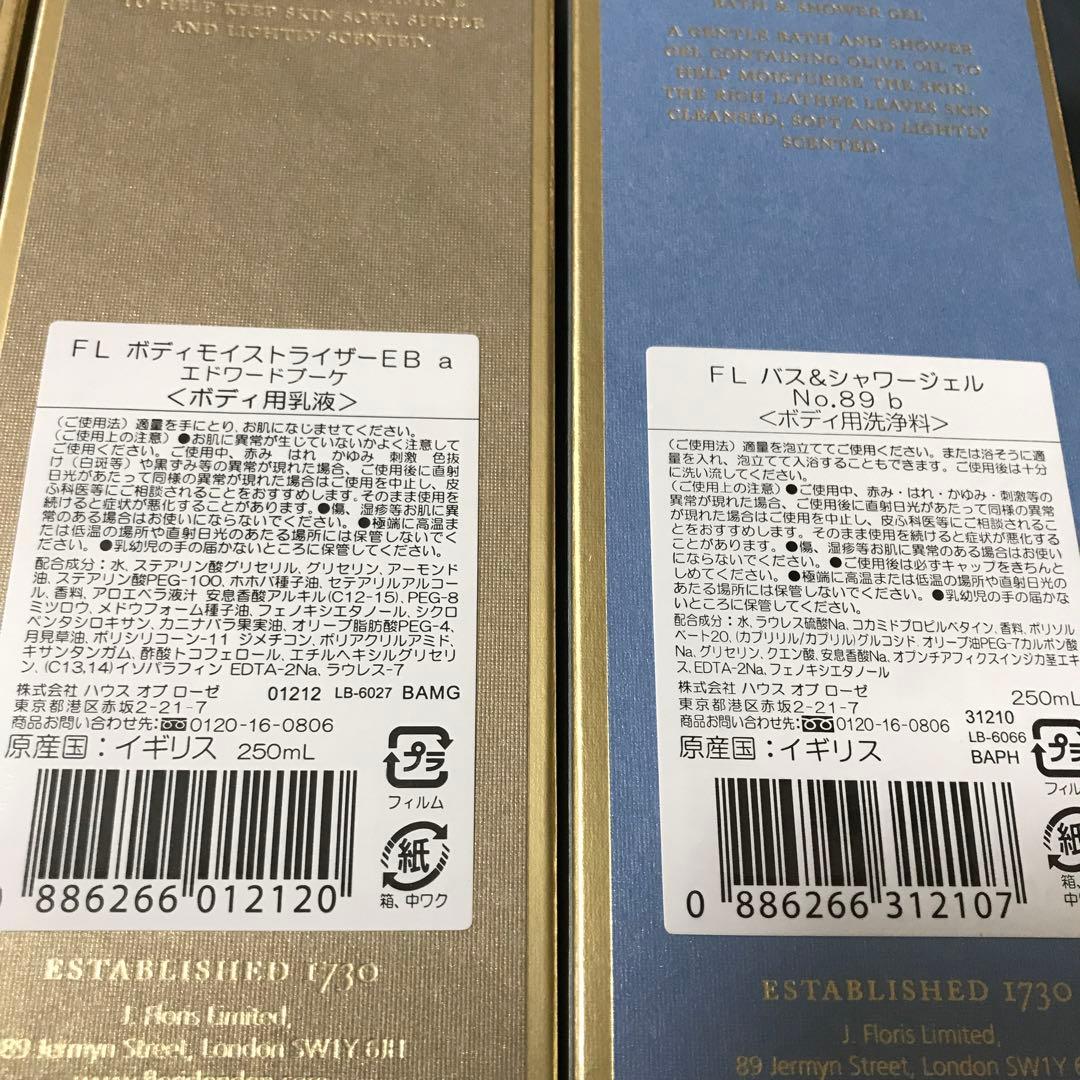 TO HELP KEEP SKIN SOFT, SUPPLE
AND LIGHTLY SCENTED.
FL ボディモイストライザーEB a
エドワードブーケ
<ボディ用乳液>
(ご使用法) 適量を手にとり、お肌になじませてください。
(ご使用上の注意) ●お肌に異常が生じていないかよく注意して
ご使用ください。ご使用中、赤み はれ かゆみ 刺激 色抜
け(白斑等)や黒ずみ等の異常が現れた場合、ご使用後に直射
日光があたって同様の異常が現れた場合はご使用を中止し、皮
ふ科医等にご相談されることをおすすめします。そのまま使用を
続けると症状が悪化することがあります。●傷、湿疹等お肌に異
常のある場合はお使いにならないでください。●極端に高温ま
たは低温の場所や直射日光のあたる場所には保管しないでく
ださい。●乳幼児の手の届かないところに保管してください。
配合成分:水、ステアリン酸グリセリル、グリセリン、アーモンド
油、ステアリン酸PEG-100、ホホバ種子油、セテアリルアルコー
ル、香料、アロエベラ液汁 安息香酸アルキル(C12-15)、PEG-8
ミツロウ、メドウフォーム種子油、フェノキシエタノール、シクロ
ペンタシロキサン、カニナバラ果実油、オリーブ脂肪酸PEG-4、
月見草油、ポリシリコーン-11 ジメチコン、ポリアクリルアミド、
キサンタンガム、酢酸トコフェロール、エチルヘキシルグリセリ
ン、(C13,14)イソパラフィン EDTA-2Na、ラウレス-7
株式会社 ハウス オブ ローゼ 01212 LB-6027 BAMG
東京都港区赤坂2-21-7
商品お問い合わせ先:0120-16-0806
原産国:イギリス 250mL
プラ
フィルム
紙
箱、中ワク
0 886266 012120
ESTABLISHED 1730
J. Floris Limited,
89 Jermyn Street, London SW1Y 6JH
BATH & SHOWER GEL
A GENTLE BATH AND SHOWER
GEL CONTAINING OLIVE OIL TO
HELP MOISTURISE THE SKIN.
THE RICH LATHER LEAVES SKIN
CLEANSED, SOFT AND LIGHTLY
SCENTED.
FL バス&シャワージェル
No.89 b
<ボディ用洗浄料>
(ご使用法) 適量を泡立ててご使用ください。または浴そうに適
量を入れ、泡立てて入浴することもできます。ご使用後は十分
に洗い流してください。
(ご使用上の注意) ●ご使用中、赤み・はれ・かゆみ・刺激等の
異常が現れた場合、ご使用後に直射日光があたって同様の異常
が現れた場合はご使用を中止し、皮ふ科医等にご相談されるこ
とをおすすめします。そのまま使用を続けると症状が悪化する
ことがあります。●傷、湿疹等お肌に異常のある場合はお使い
にならないでください。●ご使用後は必ずキャップをきちんと
しめてください。●極端に高温または低温の場所や直射日光の
あたる場所には保管しないでください。●乳幼児の手の届かな
いところに保管してください。
配合成分:水、ラウレス硫酸Na、コカミドプロピルベタイン、香料、ポリソル
ベート20、(カプリリル/カプリル)グルコシド、オリーブ油PEG-7カルボン酸
Na、グリセリン、クエン酸、安息香酸Na、オプンチアフィクスインジカ茎エキ
ス、EDTA-2Na、フェノキシエタノール
株式会社 ハウス オブ ローゼ 250mL
東京都港区赤坂2-21-7
商品お問い合わせ先:0120-16-0806 31210
LB-6066
原産国:イギリス BAPH
プラ
フィル
紙
箱、
中
0 886266 312107
ESTABLISHED 1730
J. Floris Limited,
89 Jermyn Street, London SW1Y